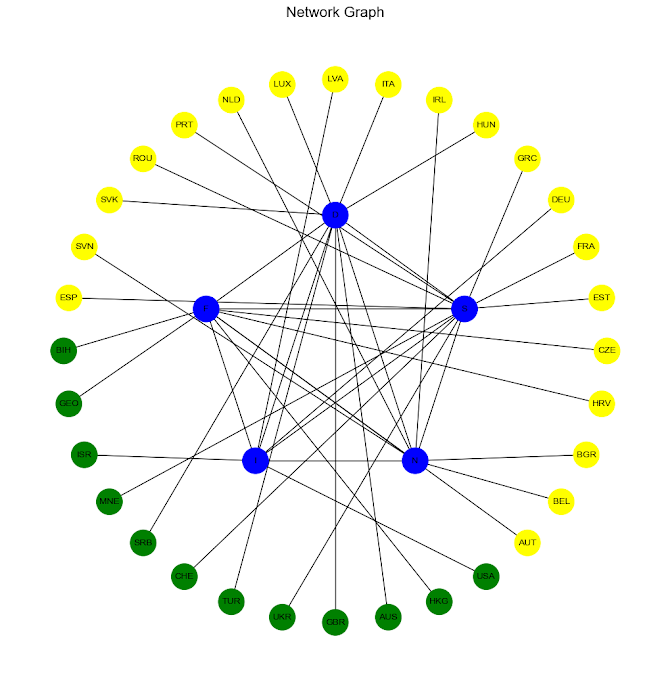 Network Graph
LVA
LUX
ITA
NLD
IRL
PRT
HUN
ROU
GRC
SVK
DEU
SVN
FRA
ESP
EST
BIH
CZE
GEO
HRV
ISR
BGR
N
MNE
BEL
SRB
AUT
CHE
USA
TUR
HKG
UKR
AUS
GBR